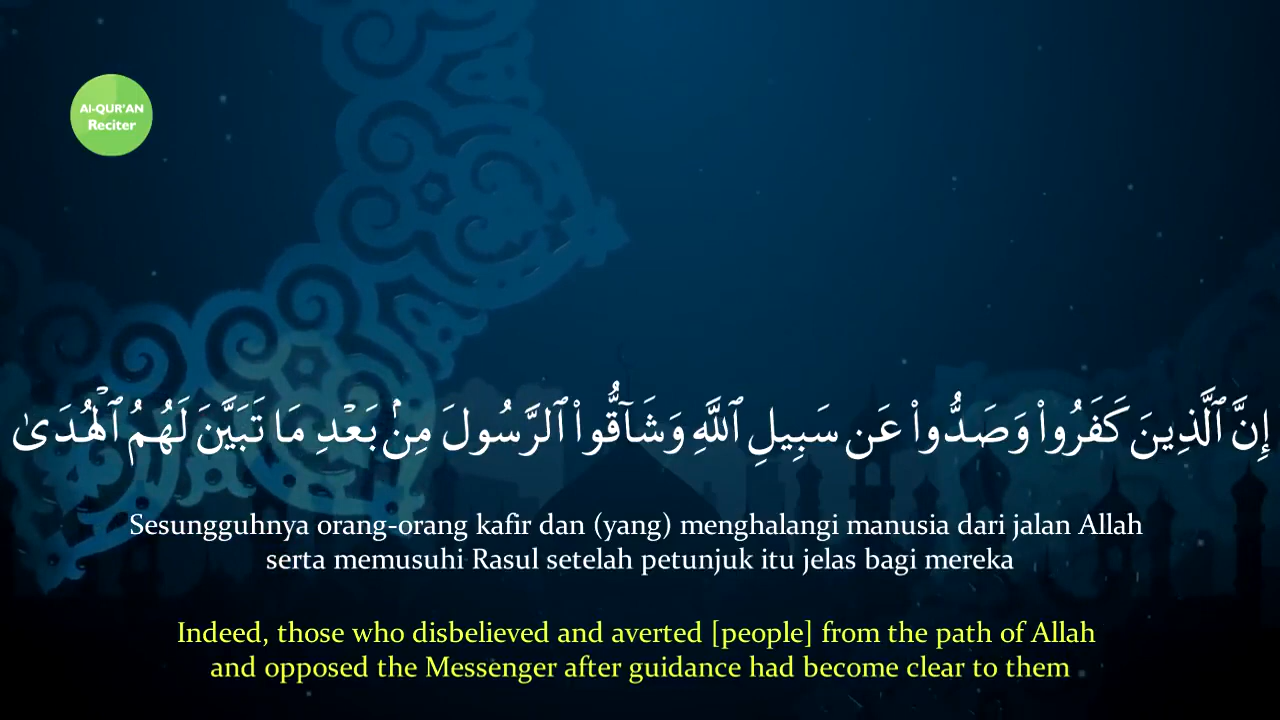 Al-QUR'AN
Reciter
إِنَّ ٱلَّذِينَ كَفَرُوا۟ وَصَدُّوا۟ عَن سَبِيلِ ٱللَّهِ وَشَآقُّوا۟ ٱلرَّسُولَ مِنۢ بَعْدِ مَا تَبَيَّنَ لَهُمُ ٱلْهُدَىٰ
Sesungguhnya orang-orang kafir dan (yang) menghalangi manusia dari jalan Allah
serta memusuhi Rasul setelah petunjuk itu jelas bagi mereka
Indeed, those who disbelieved and averted [people] from the path of Allah
and opposed the Messenger after guidance had become clear to them